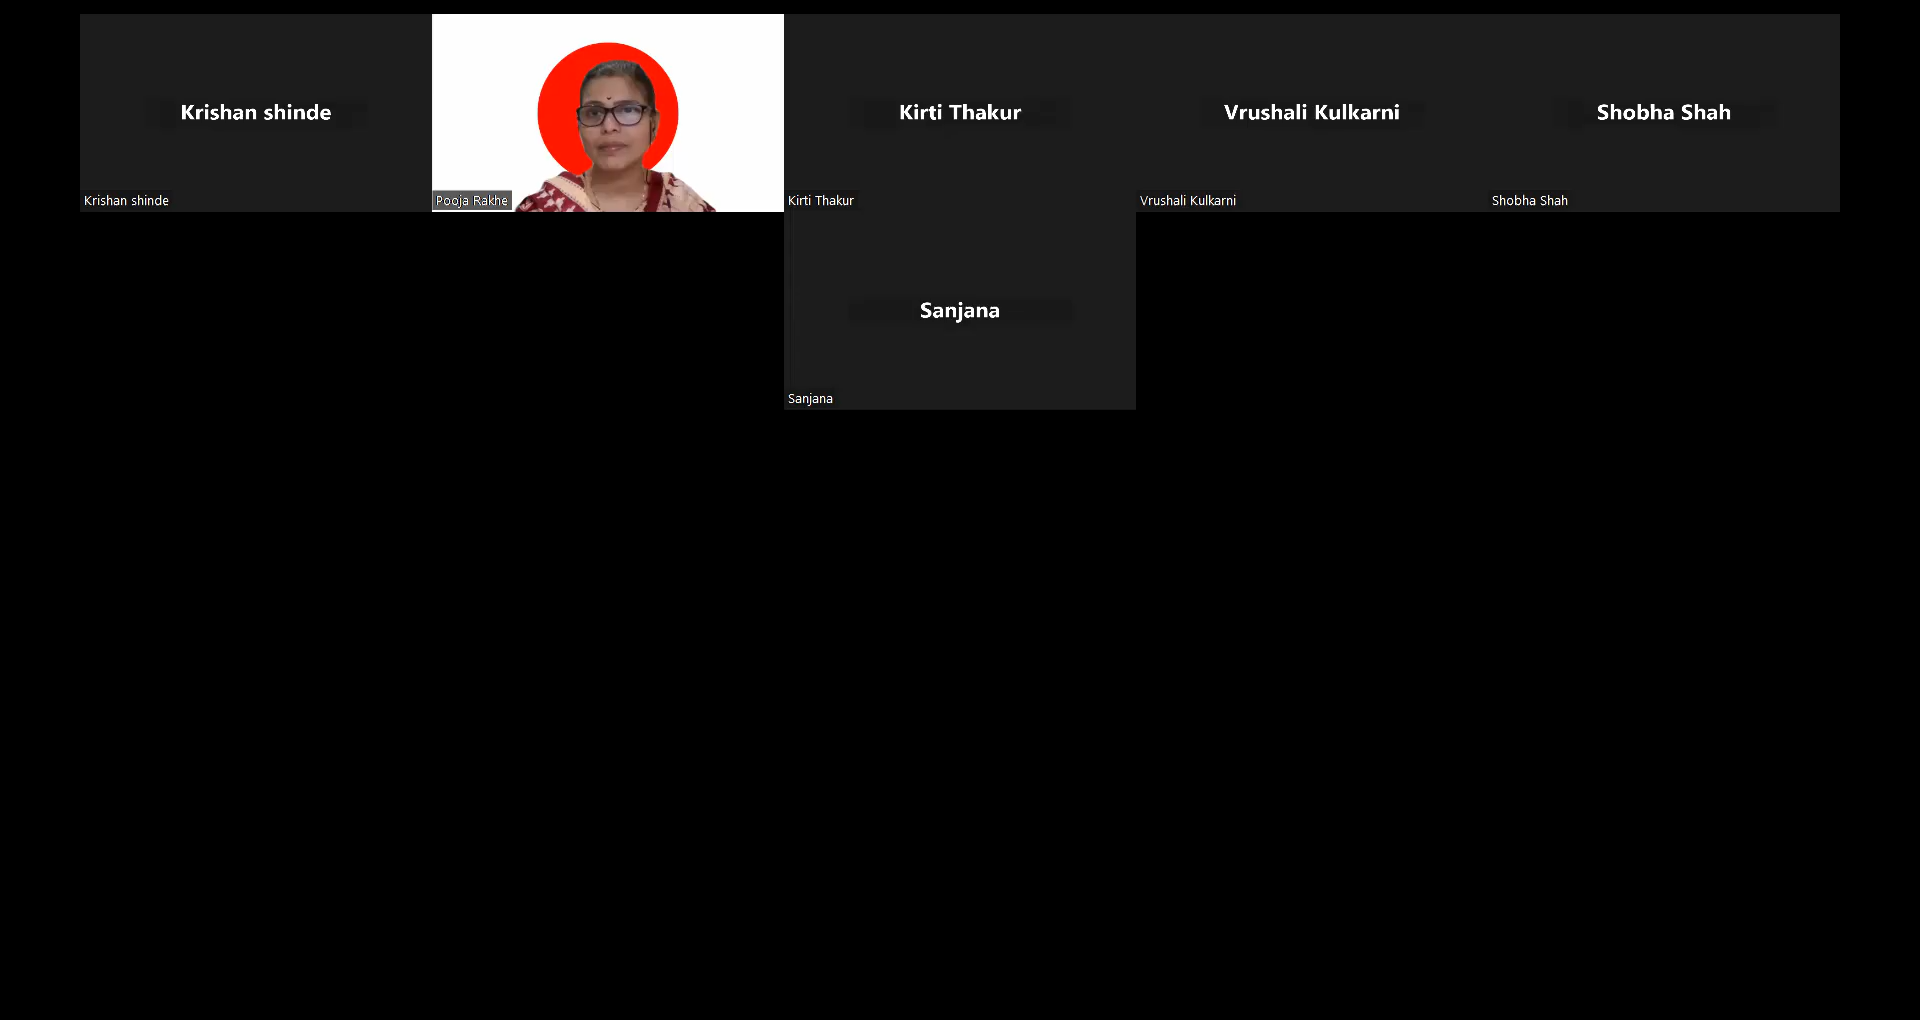 Krishan shinde
Krishan shinde
Pooja Rakhe
Kirti Thakur
Kirti Thakur
Vrushali Kulkarni
Vrushali Kulkarni
Shobha Shah
Shobha Shah
Sanjana
Sanjana